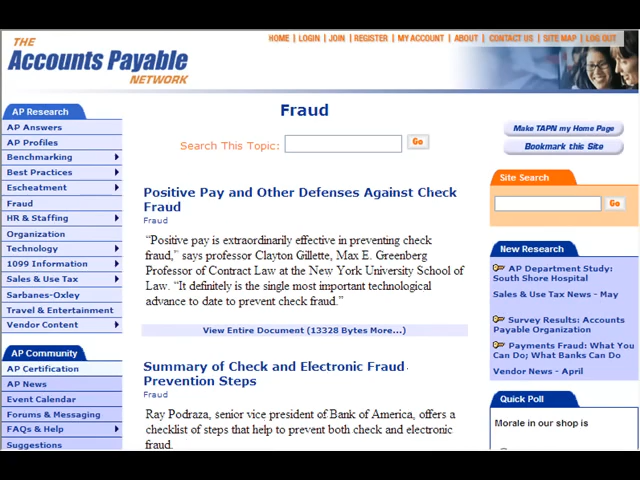 HOME | LOGIN | JOIN | REGISTER | MY ACCOUNT | ABOUT | CONTACT US | SITE MAP | LOG OUT
THE
Accounts Payable
NETWORK
AP Research
AP Answers
AP Profiles
Benchmarking
Best Practices
Escheatment
Fraud
HR & Staffing
Organization
Technology
1099 Information
Sales & Use Tax
Sarbanes-Oxley
Travel & Entertainment
Vendor Content
AP Community
AP Certification
AP News
Event Calendar
Forums & Messaging
FAQs & Help
Suggestions
Fraud
Search This Topic:
Go
Positive Pay and Other Defenses Against Check
Fraud
Fraud
“Positive pay is extraordinarily effective in preventing check
fraud,” says professor Clayton Gillette, Max E. Greenberg
Professor of Contract Law at the New York University School of
Law. “It definitely is the single most important technological
advance to date to prevent check fraud.”
View Entire Document (13328 Bytes More...)
Summary of Check and Electronic Fraud
Prevention Steps
Fraud
Ray Podraza, senior vice president of Bank of America, offers a
checklist of steps that help to prevent both check and electronic
fraud.
Make TAPN my Home Page
Bookmark this Site
Site Search
Go
New Research
AP Department Study:
South Shore Hospital
Sales & Use Tax News - May
Survey Results: Accounts
Payable Organization
Payments Fraud: What You
Can Do; What Banks Can Do
Vendor News - April
Quick Poll
Morale in our shop is